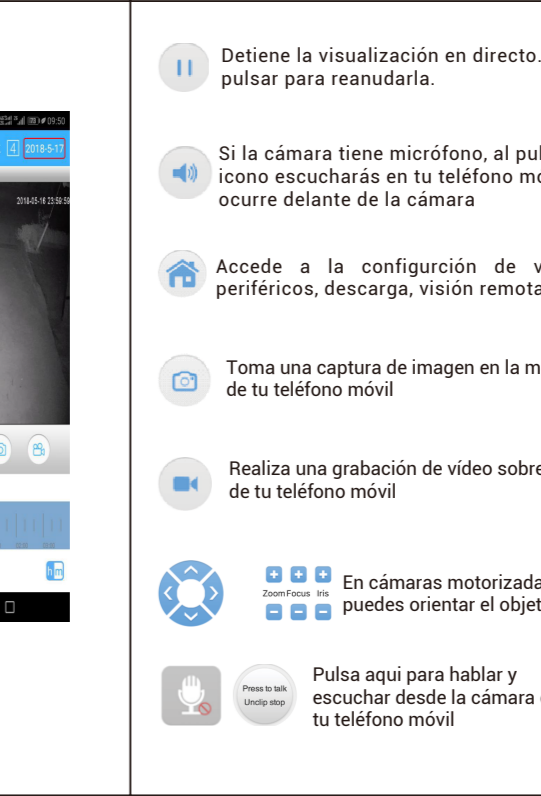 09:50
4 2018-5-17
2018-05-16 23:59:59
h m
Detiene la visualización en directo.
pulsar para reanudarla.
Si la cámara tiene micrófono, al pul
icono escucharás en tu teléfono mó
ocurre delante de la cámara
Accede a la configurción de v
periféricos, descarga, visión remota
Toma una captura de imagen en la m
de tu teléfono móvil
Realiza una grabación de vídeo sobre
de tu teléfono móvil
Zoom Focus Iris
En cámaras motorizada
puedes orientar el objet
Press to talk
Unclip stop
Pulsa aqui para hablar y
escuchar desde la cámara
tu teléfono móvil